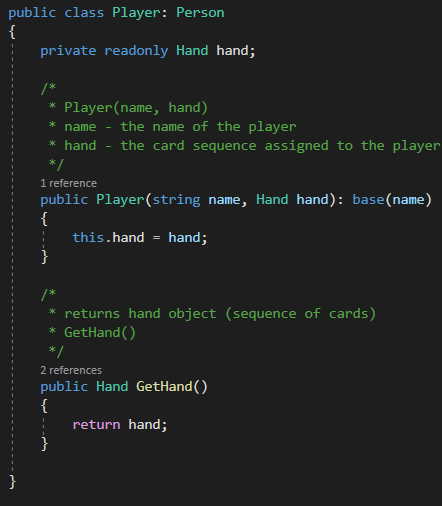 public class Player: Person
{
private readonly Hand hand;
/*
* Player(name, hand)
* name - the name of the player
* hand - the card sequence assigned to the player
*/
1 reference
public Player(string name, Hand hand): base(name)
{
this.hand = hand;
}
/*
* returns hand object (sequence of cards)
* GetHand()
*/
2 references
public Hand GetHand()
{
return hand;
}
}